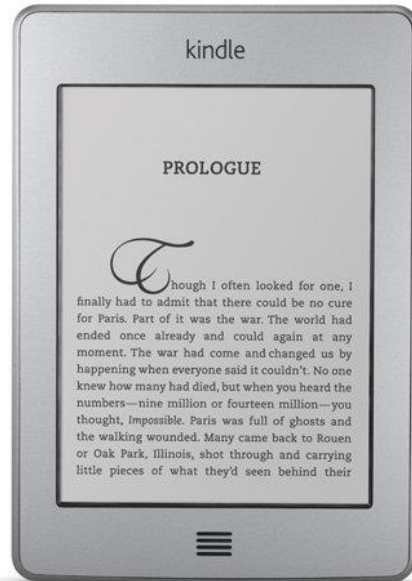 kindle
PROLOGUE
Though I often looked for one, I
finally had to admit that there could be no cure
for Paris. Part of it was the war. The world had
ended once already and could again at any
moment. The war had come and changed us by
happening when everyone said it couldn't. No one
knew how many had died, but when you heard the
numbers—nine million or fourteen million—you
thought, Impossible. Paris was full of ghosts and
the walking wounded. Many came back to Rouen
or Oak Park, Illinois, shot through and carrying
little pieces of what they'd seen behind their